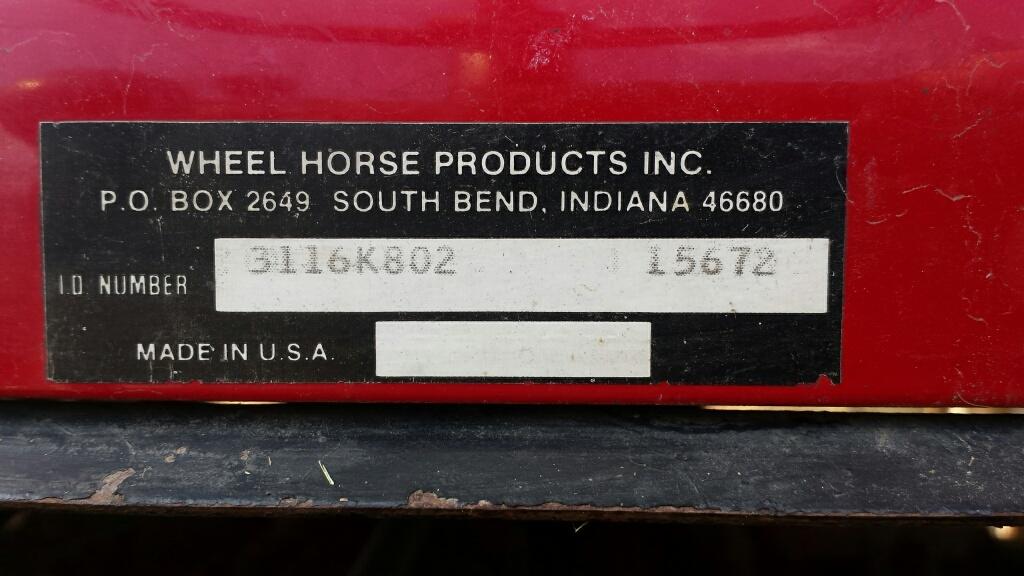 WHEEL HORSE PRODUCTS INC.
P.O. BOX 2649 SOUTH BEND, INDIANA 46680
I.D. NUMBER 3116K802 15672
MADE IN U.S.A.